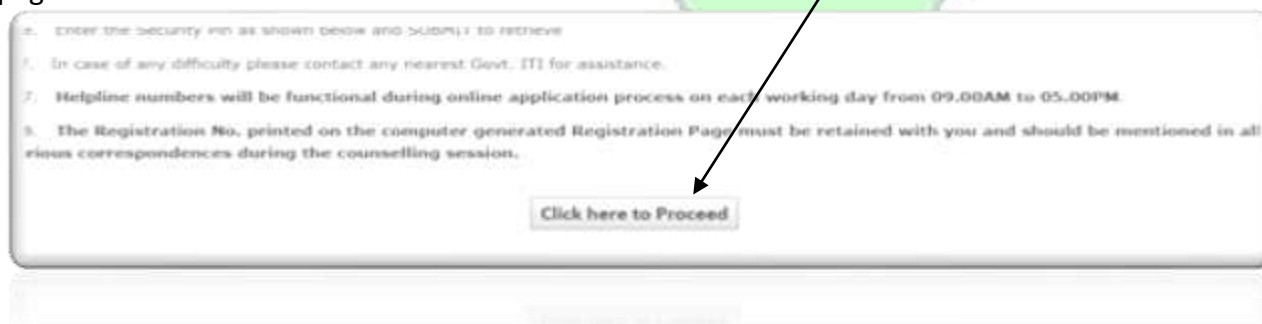 Enter the Security Pin as shown below and SUBMIT to retrieve
In case of any difficulty please contact any nearest Govt. ITI for assistance.
7. Helpline numbers will be functional during online application process on each working day from 09.00AM to 05.00PM.
The Registration No. printed on the computer generated Registration Page must be retained with you and should be mentioned in all
rious correspondences during the counselling session.
Click here to Proceed